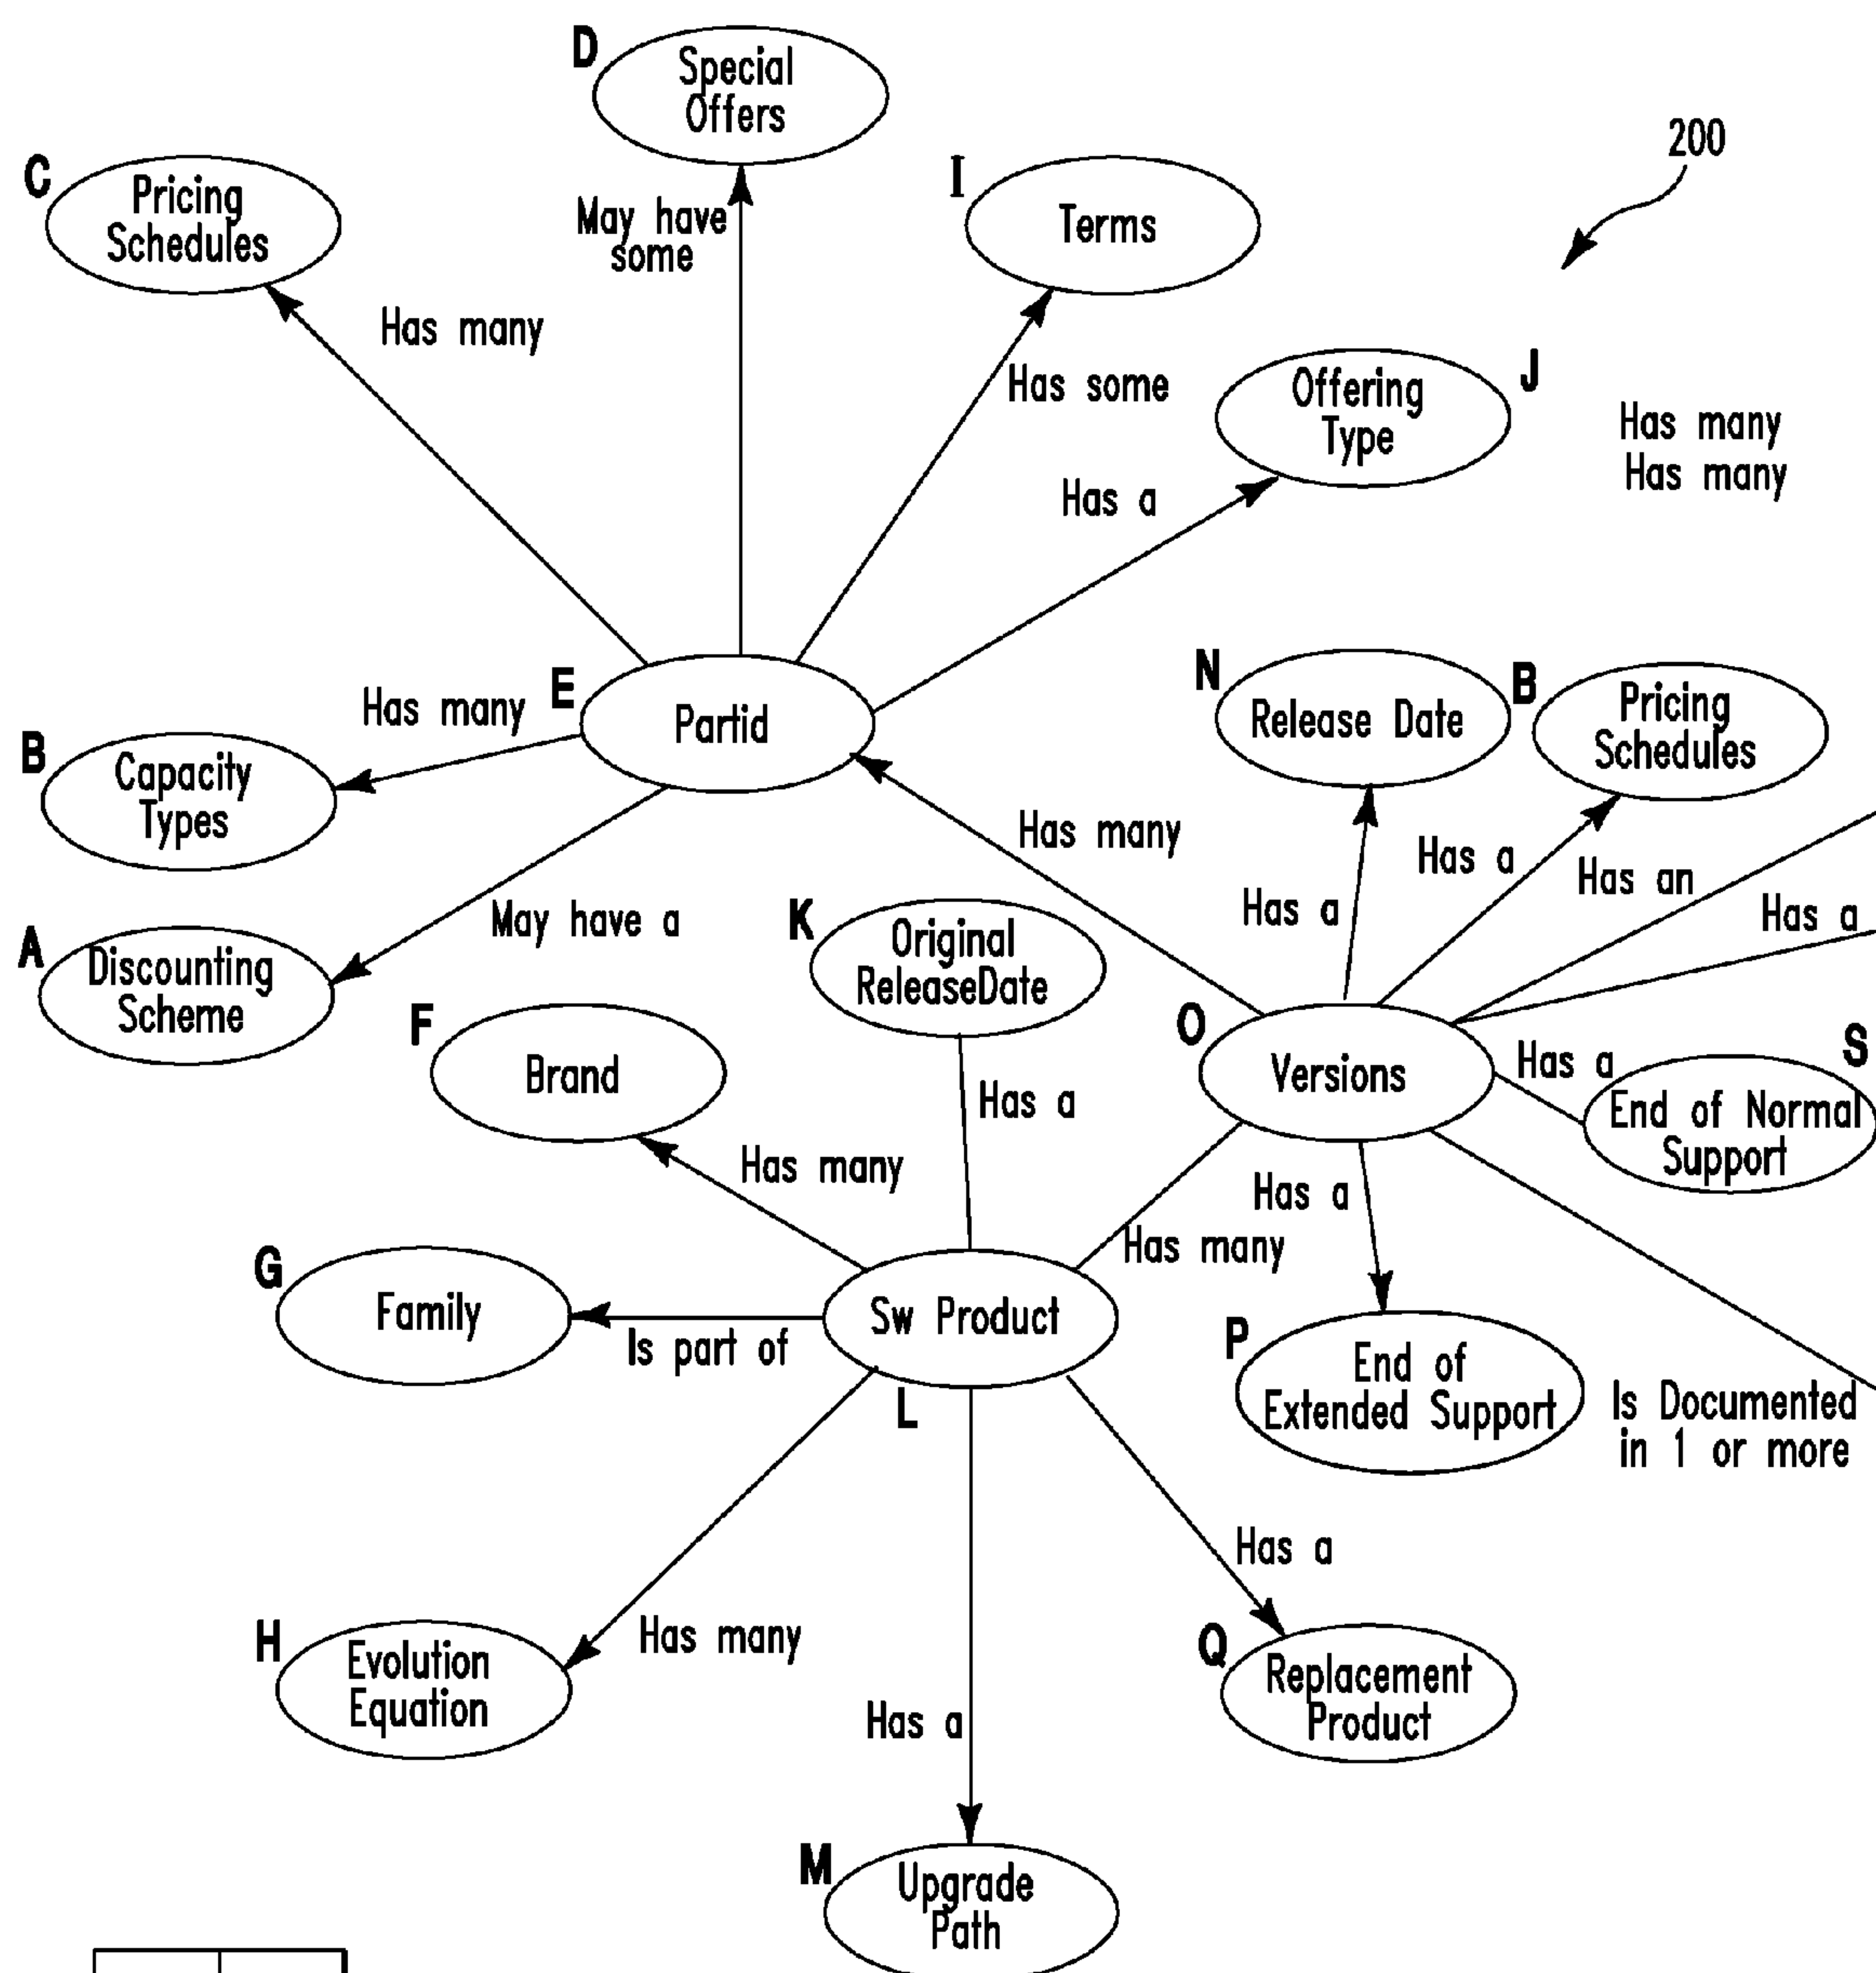 D
Special
Offers
200
C
Pricing
Schedules
I
Terms
May have
some
Has many
Has some
J
Offering
Type
Has many
Has many
Has a
E
Partid
N
Release Date
B
Pricing
Schedules
Has many
B
Capacity
Types
Has many
Has a
Has an
Has a
Has a
May have a
K
Original
ReleaseDate
A
Discounting
Scheme
F
Brand
O
Versions
Has a
S
End of Normal
Support
Has a
Has many
Has a
Has many
G
Family
Is part of
Sw Product
L
P
End of
Extended Support
Is Documented
in 1 or more
Has a
H
Evolution
Equation
Has many
Q
Replacement
Product
Has a
M
Upgrade
Path